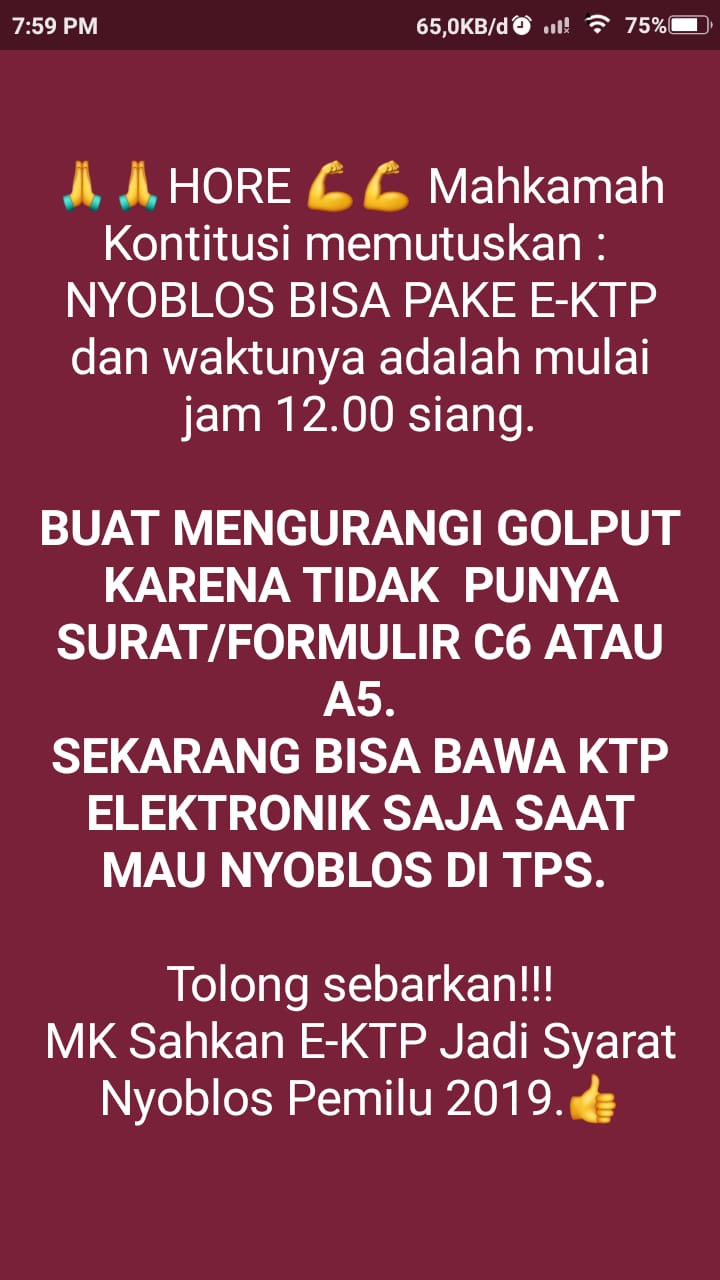 7:59 PM 65,0KB/d 75%
🙏🙏HORE 💪💪 Mahkamah
Kontitusi memutuskan :
NYOBLOS BISA PAKE E-KTP
dan waktunya adalah mulai
jam 12.00 siang.
BUAT MENGURANGI GOLPUT
KARENA TIDAK  PUNYA
SURAT/FORMULIR C6 ATAU
A5.
SEKARANG BISA BAWA KTP
ELEKTRONIK SAJA SAAT
MAU NYOBLOS DI TPS.
Tolong sebarkan!!!
MK Sahkan E-KTP Jadi Syarat
Nyoblos Pemilu 2019.👍